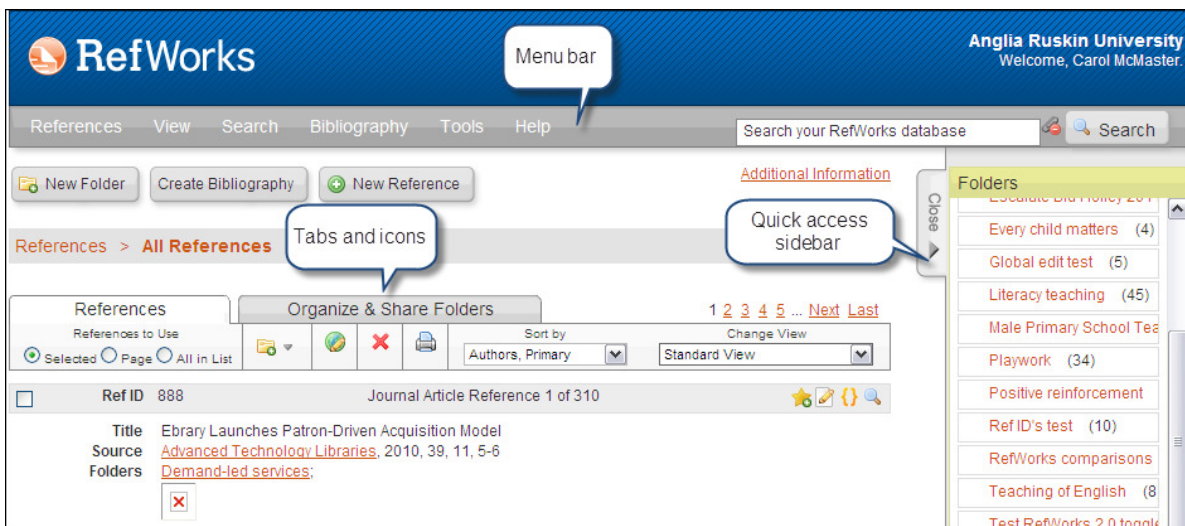 RefWorks
Menu bar
Anglia Ruskin University
Welcome, Carol McMaster.
References View Search Bibliography Tools Help
Search your RefWorks database
Search
New Folder
Create Bibliography
New Reference
Additional Information
Close
Folders
Every child matters (4)
Global edit test (5)
Literacy teaching (45)
Male Primary School Tea
Playwork (34)
Positive reinforcement
Ref ID's test (10)
RefWorks comparisons
Teaching of English (8
Test RefWorks 2.0 toggle
Quick access
sidebar
Tabs and icons
References > All References
References
Organize & Share Folders
1 2 3 4 5 ... Next Last
References to Use
Selected Page All in List
Sort by
Authors, Primary
Change View
Standard View
Ref ID 888
Journal Article Reference 1 of 310
Title Ebrary Launches Patron-Driven Acquisition Model
Source Advanced Technology Libraries, 2010, 39, 11, 5-6
Folders Demand-led services;